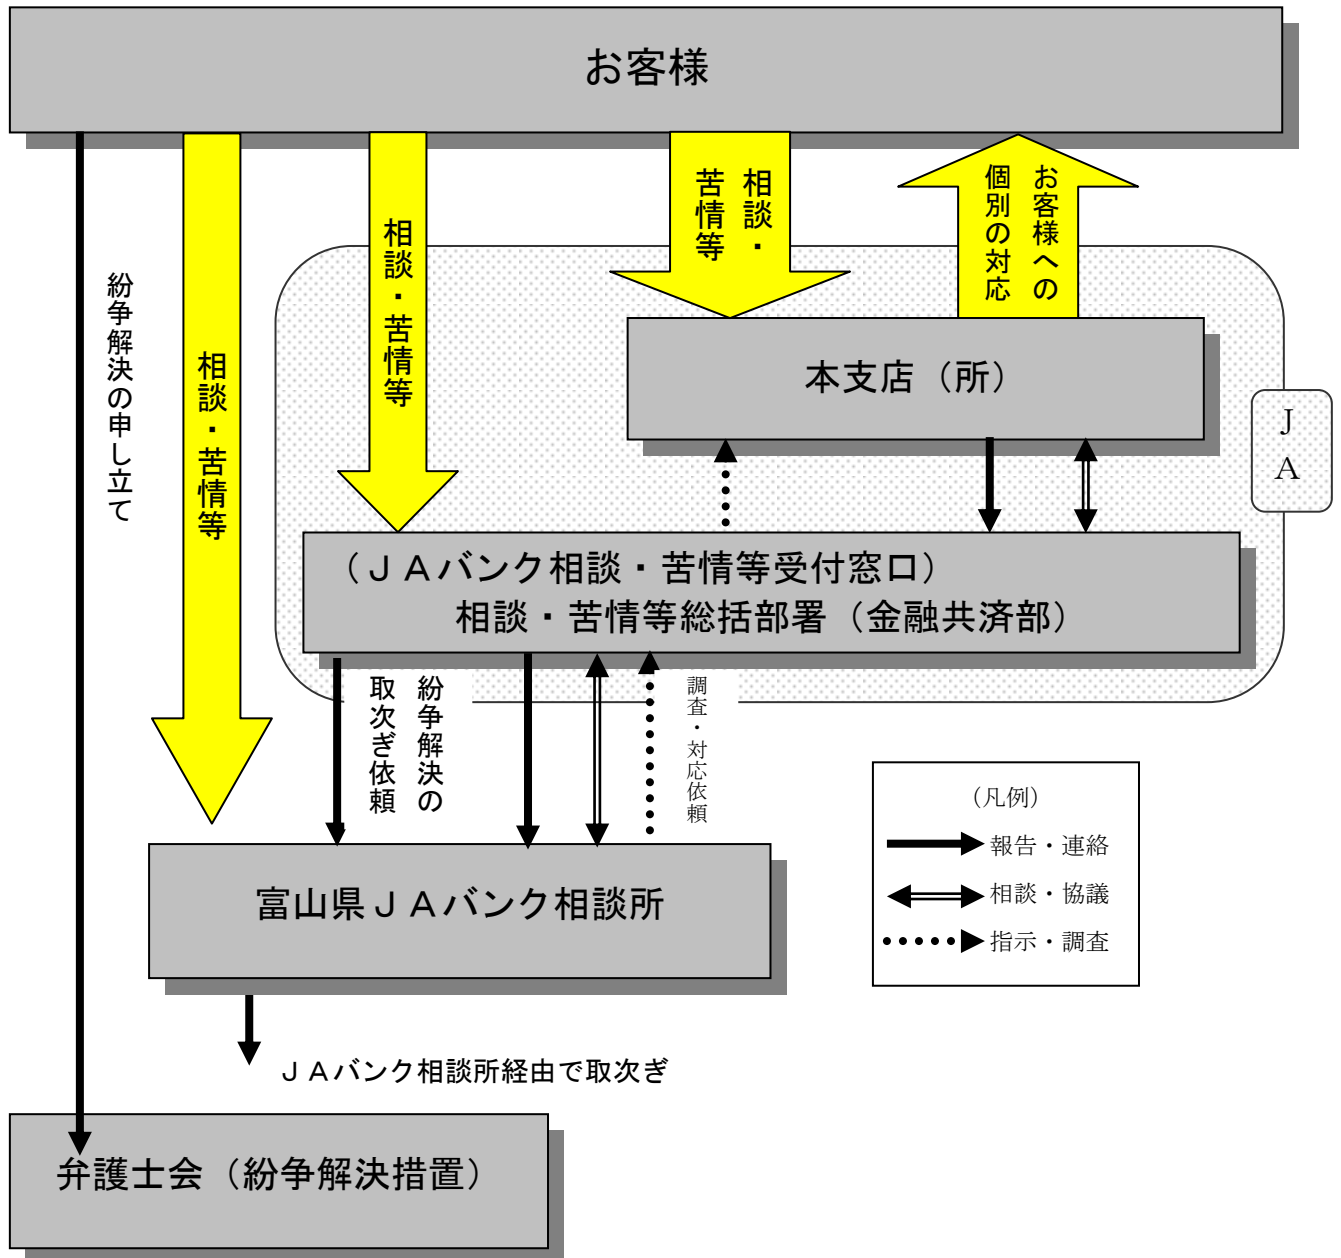 お客様
紛争解決の申し立て
相談・苦情等
相談・苦情等
相談・
苦情等
お客様への
個別の対応
本支店（所）
ＪＡ
（ＪＡバンク相談・苦情等受付窓口）
相談・苦情等総括部署（金融共済部）
紛争解決の
取次ぎ依頼
調査・対応依頼
（凡例）
報告・連絡
相談・協議
指示・調査
富山県ＪＡバンク相談所
ＪＡバンク相談所経由で取次ぎ
弁護士会（紛争解決措置）